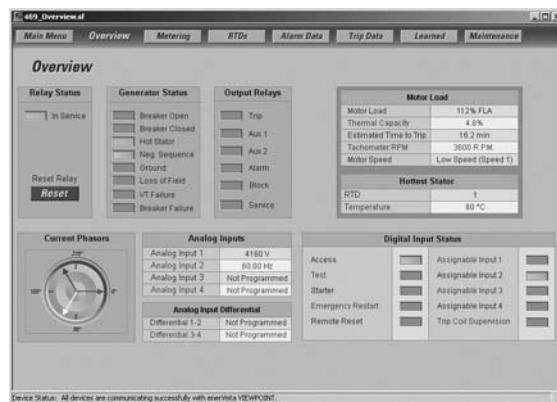 469_Overview.sf
Main Menu Overview Metering RTDs Alarm Data Trip Data Learned Maintenance
Overview
Relay Status
In Service
Reset Relay
Reset
Generator Status
Breaker Open
Breaker Closed
Hot Stator
Neg. Sequence
Ground
Loss of Field
VT Failure
Breaker Failure
Output Relays
Trip
Aux 1
Aux 2
Alarm
Block
Service
Motor Load
Motor Load 112% FLA
Thermal Capacity 4.8%
Estimated Time to Trip 16.2 min
Tachometer RPM 3600 R.P.M.
Motor Speed Low Speed (Speed 1)
Hottest Stator
RTD 1
Temperature 80 °C
Current Phasors
270°
180°
0°
90°
Analog Inputs
Analog Input 1 4160 V
Analog Input 2 60.00 Hz
Analog Input 3 Not Programmed
Analog Input 4 Not Programmed
Analog Input Differential
Differential 1-2 Not Programmed
Differential 3-4 Not Programmed
Digital Input Status
Access
Test
Starter
Emergency Restart
Remote Reset
Assignable Input 1
Assignable Input 2
Assignable Input 3
Assignable Input 4
Trip Coil Supervision
Device Status: All devices are communicating successfully with enerVista VIEWPOINT.